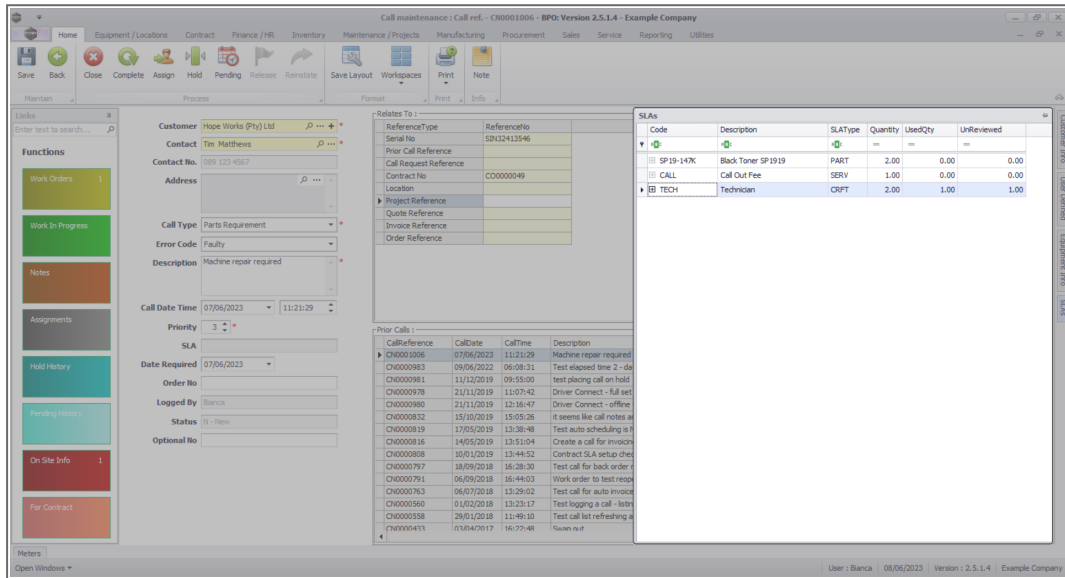 Call maintenance : Call ref. - CN0001006 - BPO: Version 2.5.1.4 - Example Company
Home Equipment / Locations Contract Finance / HR Inventory Maintenance / Projects Manufacturing Procurement Sales Service Reporting Utilities
Save Back Close Complete Assign Hold Pending Release Reinstate Save Layout Workspaces Print Note
Maintain Process Format Print Info
Links
Enter text to search...
Functions
Work Orders 1
Work In Progress
Notes
Assignments
Hold History
Pending History
On Site Info 1
For Contract
Customer Hope Works (Pty) Ltd
Contact Tim Matthews
Contact No. 089 123 4567
Address
Call Type Parts Requirement
Error Code Faulty
Description Machine repair required
Call Date Time 07/06/2023 11:21:29
Priority 3
SLA
Date Required 07/06/2023
Order No
Logged By Bianca
Status N - New
Optional No
Relates To :
ReferenceType ReferenceNo
Serial No SIN32413546
Prior Call Reference
Call Request Reference
Contract No CO0000049
Location
Project Reference
Quote Reference
Invoice Reference
Order Reference
Prior Calls :
CallReference CallDate CallTime Description
CN0001006 07/06/2023 11:21:29 Machine repair required
CN0000983 09/06/2022 06:08:31 Test elapsed time 2 - da
CN0000981 11/12/2019 09:55:00 test placing call on hold
CN0000978 21/11/2019 11:07:42 Driver Connect - full set
CN0000980 21/11/2019 12:16:47 Driver Connect - offline
CN0000832 15/10/2019 15:05:26 it seems like call notes a
CN0000819 17/05/2019 13:38:48 Test auto scheduling is
CN0000816 14/05/2019 13:51:04 Create a call for invoicin
CN0000808 10/01/2019 13:44:52 Contract SLA setup chec
CN0000797 18/09/2018 16:28:30 Test call for back order
CN0000791 06/09/2018 16:44:03 Work order to test reop
CN0000763 06/07/2018 13:29:02 Test call for auto invoice
CN0000560 01/02/2018 13:23:17 Test logging a call - listin
CN0000558 29/01/2018 11:49:10 Test call list refreshing a
CN0000433 03/04/2017 16:22:48 Swap out
SLAs
Code Description SLAType Quantity UsedQty UnReviewed
SP19-147K Black Toner SP1919 PART 2.00 0.00 0.00
CALL Call Out Fee SERV 1.00 0.00 0.00
TECH Technician CRFT 2.00 1.00 1.00
Customer Info
User Defined
Equipment Info
SLAs
Meters
Open Windows
User : Bianca 08/06/2023 Version : 2.5.1.4 Example Company